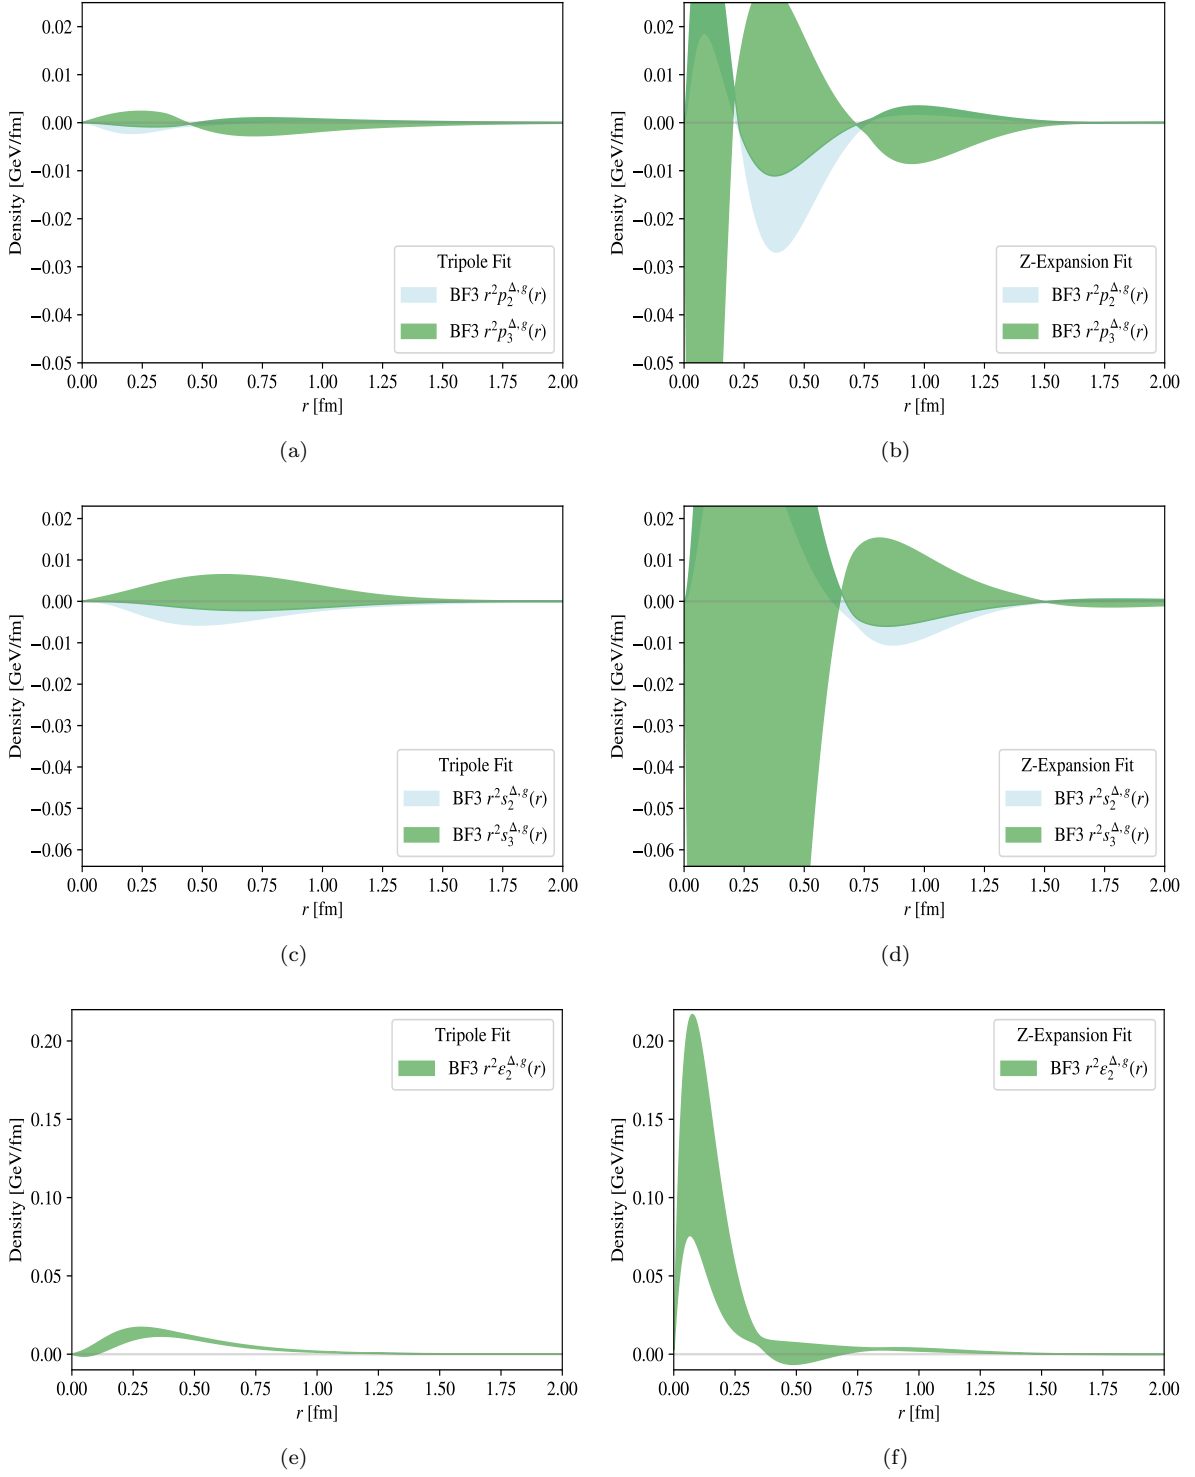 0.02
0.01
0.00
−0.01
−0.02
−0.03
−0.04
−0.05
Density [GeV/fm]
Tripole Fit
BF3 r²p₂^{Δ,g}(r)
BF3 r²p₃^{Δ,g}(r)
0.00 0.25 0.50 0.75 1.00 1.25 1.50 1.75 2.00
r [fm]
(a)
0.02
0.01
0.00
−0.01
−0.02
−0.03
−0.04
−0.05
Density [GeV/fm]
Z-Expansion Fit
BF3 r²p₂^{Δ,g}(r)
BF3 r²p₃^{Δ,g}(r)
0.00 0.25 0.50 0.75 1.00 1.25 1.50 1.75 2.00
r [fm]
(b)
0.02
0.01
0.00
−0.01
−0.02
−0.03
−0.04
−0.05
−0.06
Density [GeV/fm]
Tripole Fit
BF3 r²s₂^{Δ,g}(r)
BF3 r²s₃^{Δ,g}(r)
0.00 0.25 0.50 0.75 1.00 1.25 1.50 1.75 2.00
r [fm]
(c)
0.02
0.01
0.00
−0.01
−0.02
−0.03
−0.04
−0.05
−0.06
Density [GeV/fm]
Z-Expansion Fit
BF3 r²s₂^{Δ,g}(r)
BF3 r²s₃^{Δ,g}(r)
0.00 0.25 0.50 0.75 1.00 1.25 1.50 1.75 2.00
r [fm]
(d)
0.20
0.15
0.10
0.05
0.00
Density [GeV/fm]
Tripole Fit
BF3 r²ε₂^{Δ,g}(r)
0.00 0.25 0.50 0.75 1.00 1.25 1.50 1.75 2.00
r [fm]
(e)
0.20
0.15
0.10
0.05
0.00
Density [GeV/fm]
Z-Expansion Fit
BF3 r²ε₂^{Δ,g}(r)
0.00 0.25 0.50 0.75 1.00 1.25 1.50 1.75 2.00
r [fm]
(f)